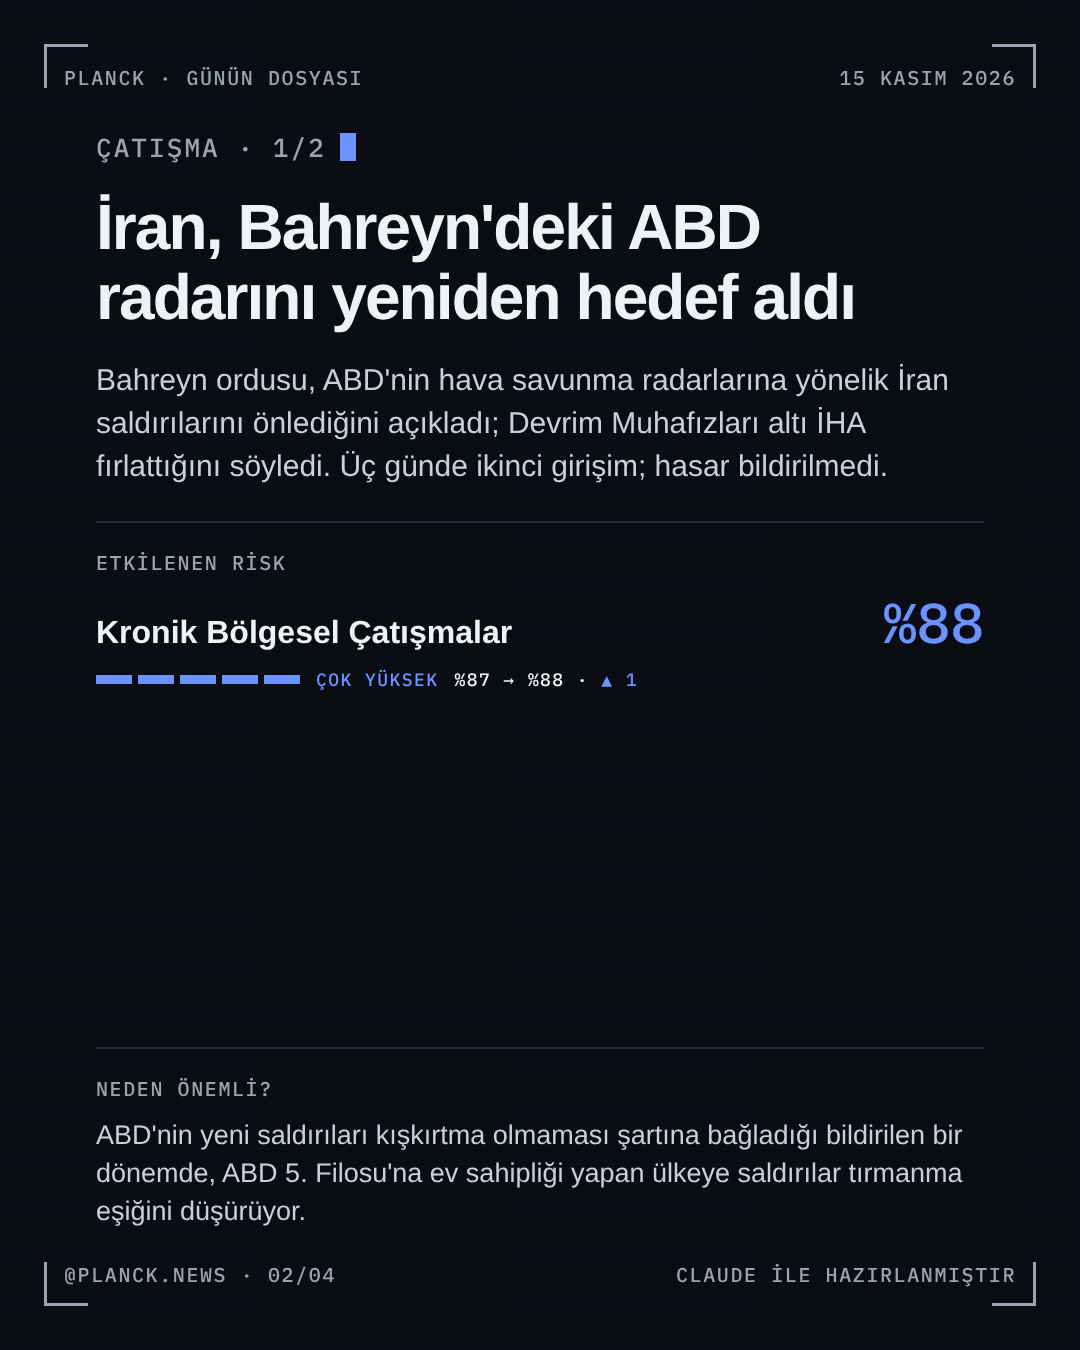 PLANCK · GÜNÜN DOSYASI
15 KASIM 2026
ÇATIŞMA · 1/2
İran, Bahreyn'deki ABD
radarını yeniden hedef aldı
Bahreyn ordusu, ABD'nin hava savunma radarlarına yönelik İran
saldırılarını önlediğini açıkladı; Devrim Muhafızları altı İHA
fırlattığını söyledi. Üç günde ikinci girişim; hasar bildirilmedi.
ETKİLENEN RİSK
Kronik Bölgesel Çatışmalar
%88
ÇOK YÜKSEK %87 → %88 · ▲ 1
NEDEN ÖNEMLİ?
ABD'nin yeni saldırıları kışkırtma olmaması şartına bağladığı bildirilen bir
dönemde, ABD 5. Filosu'na ev sahipliği yapan ülkeye saldırılar tırmanma
eşiğini düşürüyor.
@PLANCK.NEWS · 02/04
CLAUDE İLE HAZIRLANMIŞTIR